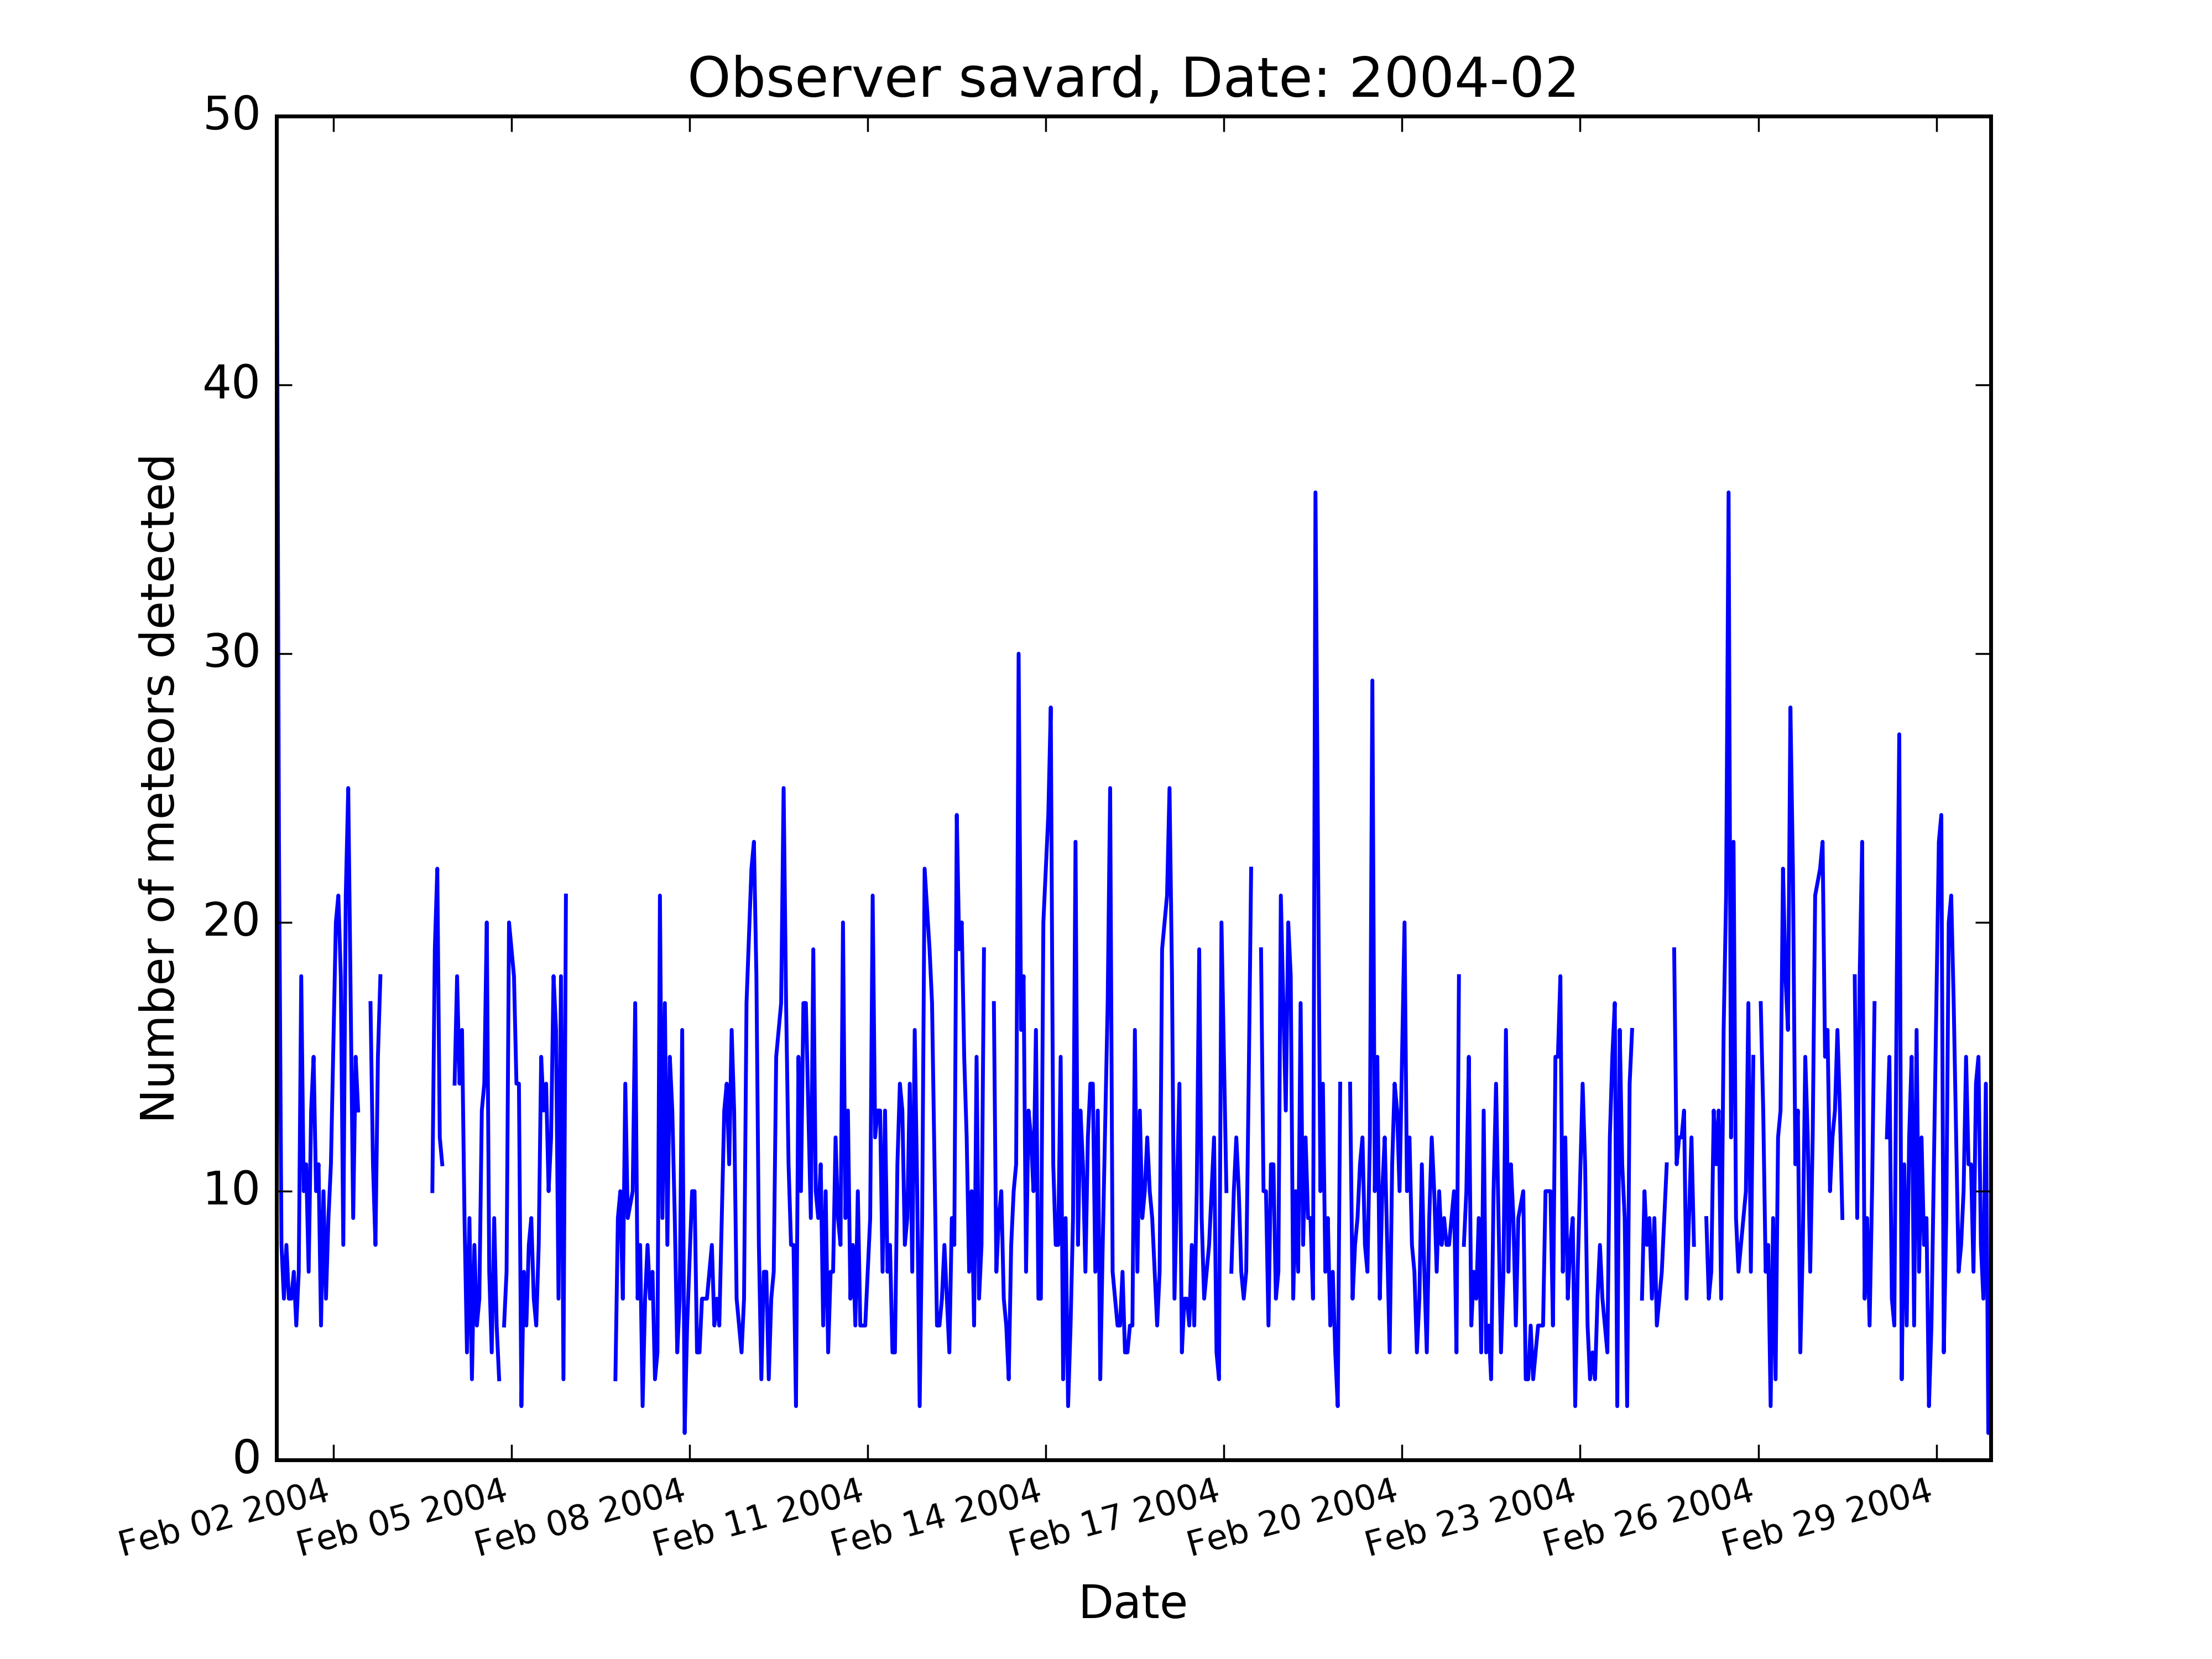 Observer savard, Date: 2004-02
50
40
30
20
10
0
Number of meteors detected
Feb 02 2004
Feb 05 2004
Feb 08 2004
Feb 11 2004
Feb 14 2004
Feb 17 2004
Feb 20 2004
Feb 23 2004
Feb 26 2004
Feb 29 2004
Date